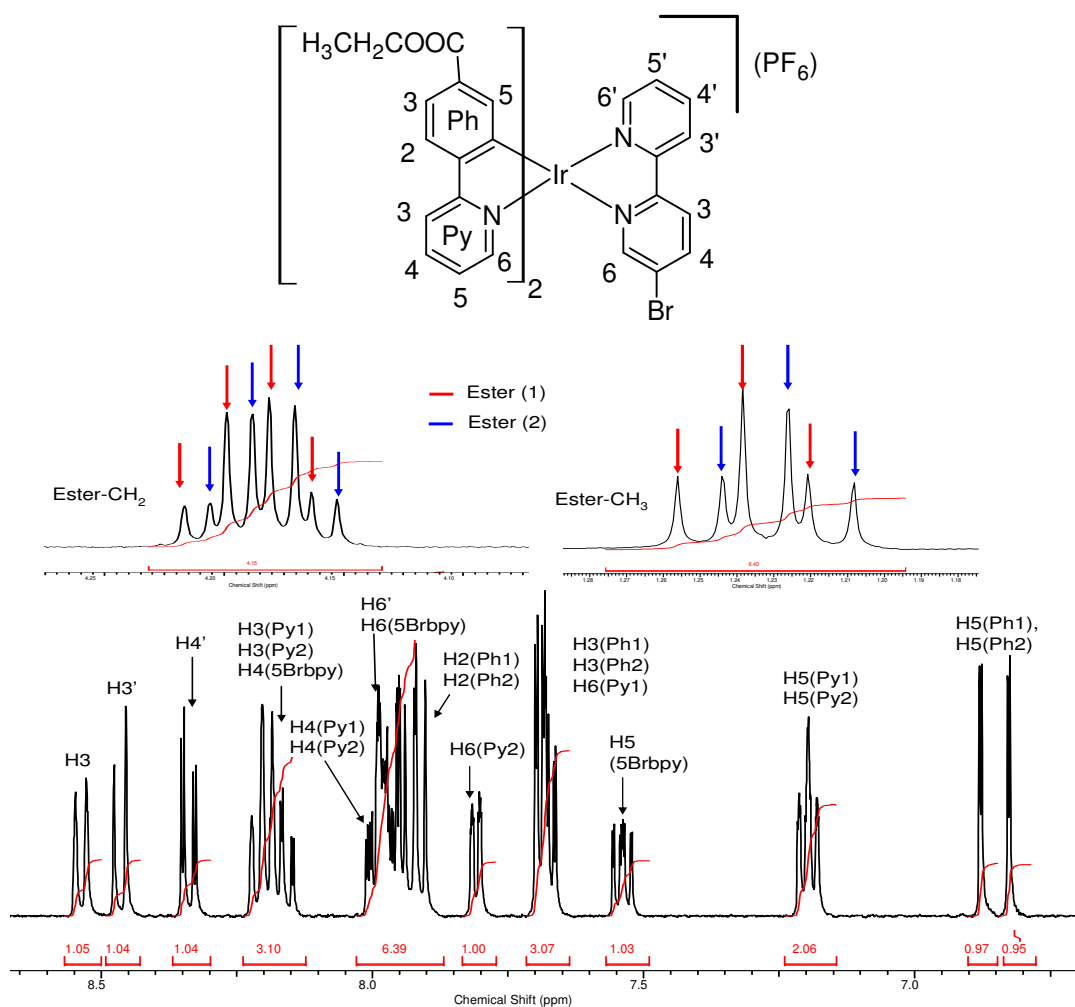 H3CH2COOC
(PF6)
5'
6'
4'
3'
3
5
Ph
2
N
Ir
N
3
N
3
Py
6
4
5
2
6
4
Br
Ester (1)
Ester (2)
Ester-CH2
4.15
4.25
4.20
4.15
4.10
Chemical Shift (ppm)
Ester-CH3
6.40
1.28
1.27
1.26
1.25
1.24
1.23
1.22
1.21
1.20
1.19
1.18
Chemical Shift (ppm)
H3
H3’
H4’
H3(Py1)
H3(Py2)
H4(5Brbpy)
H6’
H6(5Brbpy)
H4(Py1)
H4(Py2)
H2(Ph1)
H2(Ph2)
H6(Py2)
H3(Ph1)
H3(Ph2)
H6(Py1)
H5
(5Brbpy)
H5(Py1)
H5(Py2)
H5(Ph1),
H5(Ph2)
1.05
1.04
1.04
3.10
6.39
1.00
3.07
1.03
2.06
0.97
0.95
8.5
8.0
7.5
7.0
Chemical Shift (ppm)